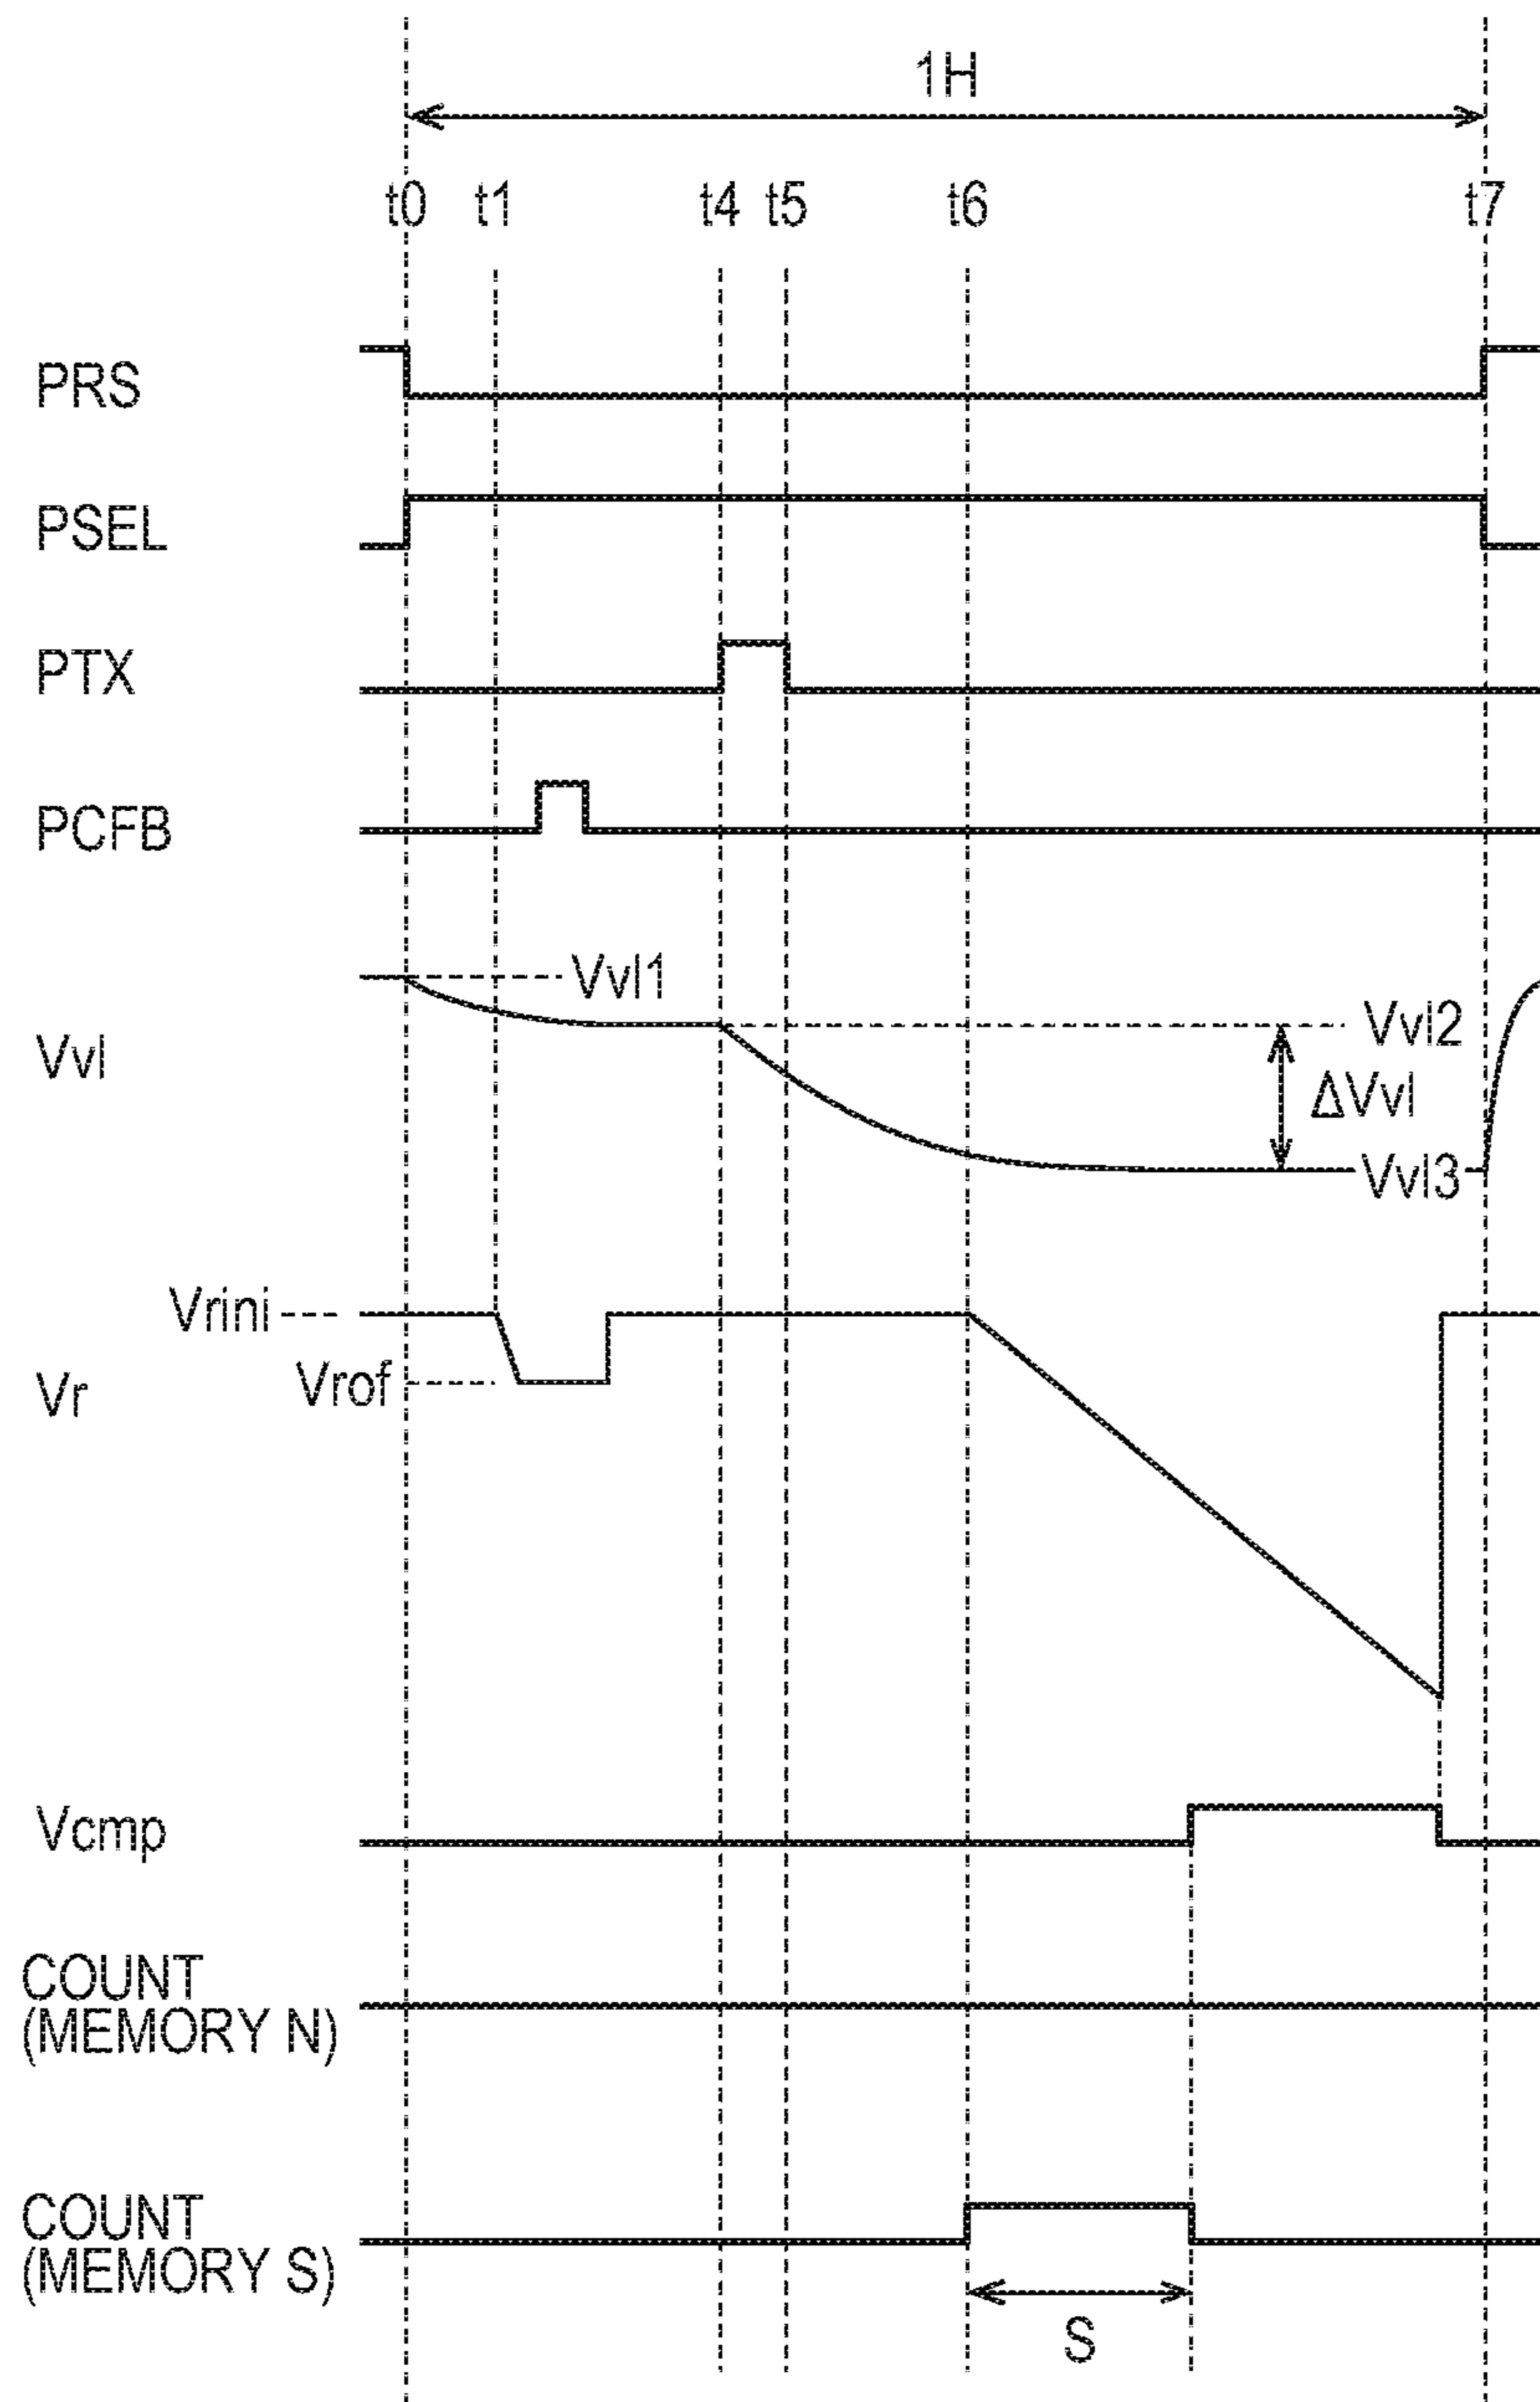 1H
t0 t1 t4 t5 t6 t7
PRS
PSEL
PTX
PCFB
Vvl1
Vvl2
Vvl
ΔVvl
Vvl3
Vrini
Vrof
Vr
Vcmp
COUNT
(MEMORY N)
COUNT
(MEMORY S)
S